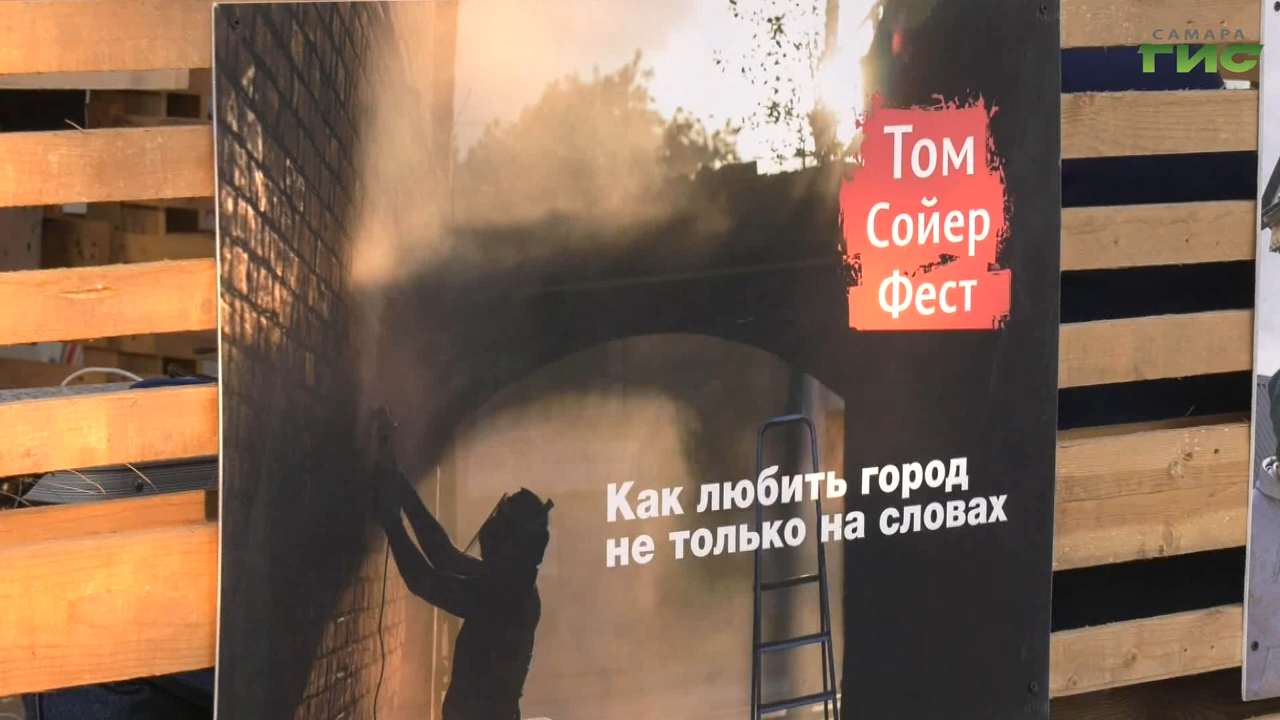 САМАРА
ГИС
Том
Сойер
Фест
Как любить город
не только на словах